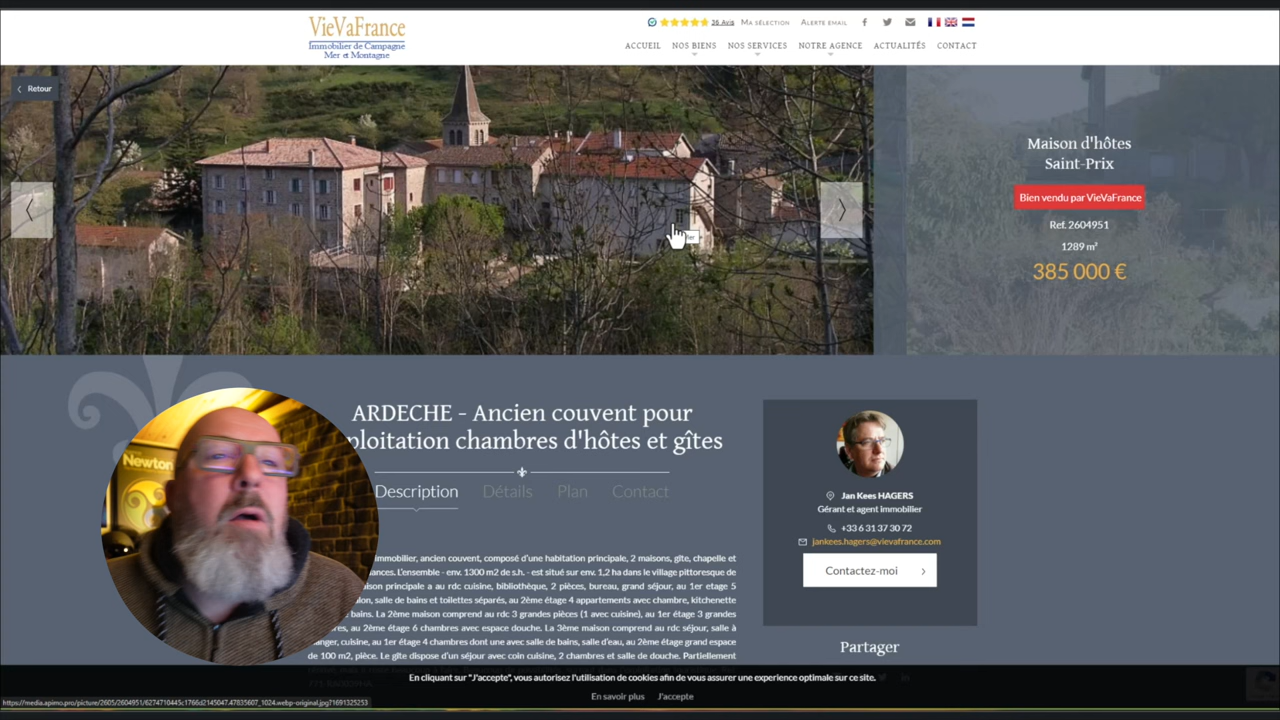 VieVaFrance
Immobilier de Campagne
Mer et Montagne
36 Avis MA SÉLECTION ALERTE EMAIL
ACCUEIL NOS BIENS NOS SERVICES NOTRE AGENCE ACTUALITÉS CONTACT
Retour
Maison d'hôtes
Saint-Prix
Bien vendu par VieVaFrance
Ref. 2604951
1289 m²
385 000 €
ARDECHE - Ancien couvent pour
ploitation chambres d'hôtes et gîtes
Description Détails Plan Contact
Newton
immobilier, ancien couvent, composé d'une habitation principale, 2 maisons, gîte, chapelle et
ances. L'ensemble - env. 1300 m2 de s.h. - est situé sur env. 1,2 ha dans le village pittoresque de
ison principale a au rdc cuisine, bibliothèque, 2 pièces, bureau, grand séjour, au 1er etage 5
lon, salle de bains et toilettes séparés, au 2ème étage 4 appartements avec chambre, kitchenette
bains. La 2ème maison comprend au rdc 3 grandes pièces (1 avec cuisine), au 1er étage 3 grandes
res, au 2ème étage 6 chambres avec espace douche. La 3ème maison comprend au rdc séjour, salle à
anger, cuisine, au 1er étage 4 chambres dont une avec salle de bains, salle d'eau, au 2ème étage grand espace
de 100 m2, pièce. Le gîte dispose d'un séjour avec coin cuisine, 2 chambres et salle de douche. Partiellement
Jan Kees HAGERS
Gérant et agent immobilier
+33 6 31 37 30 72
jankees.hagers@vievafrance.com
Contactez-moi
Partager
En cliquant sur "J'accepte", vous autorisez l'utilisation de cookies afin de vous assurer une experience optimale sur ce site.
En savoir plus J'accepte
https://media.apimo.pro/picture/2605/2604951/6274710445c1766d2145047.47835607_1024.webp-original.jpg?1691325253